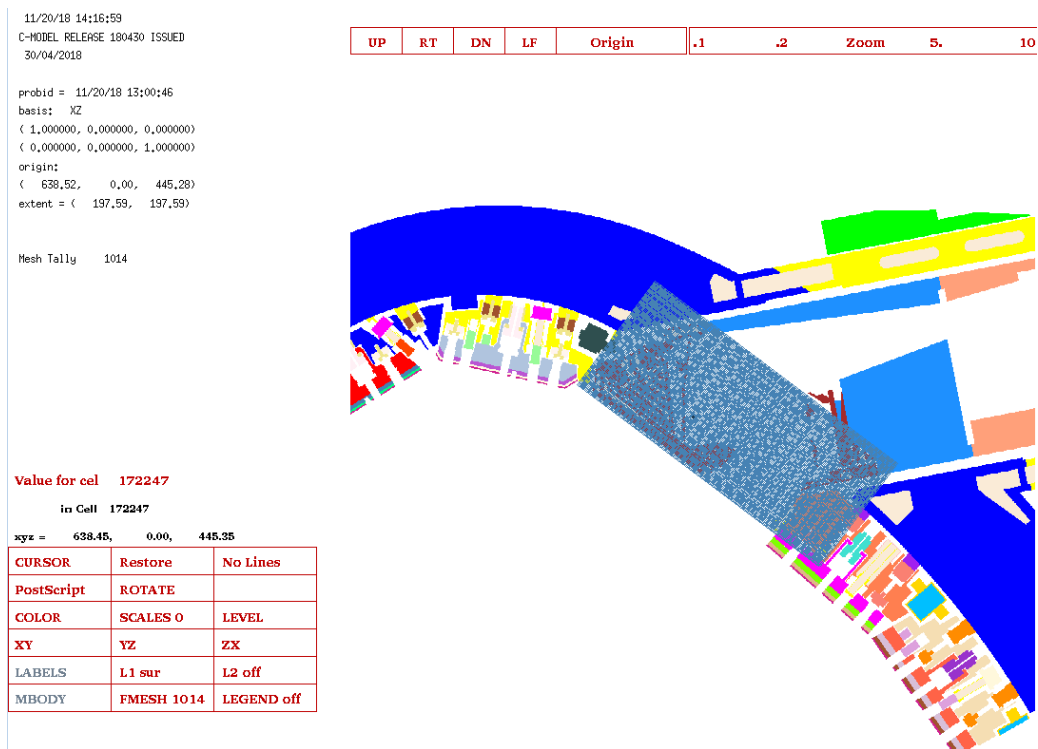 11/20/18 14:16:59
C-MODEL RELEASE 180430 ISSUED
30/04/2018
probid = 11/20/18 13:00:46
basis: XZ
( 1.000000, 0.000000, 0.000000)
( 0.000000, 0.000000, 1.000000)
origin:
( 638.52, 0.00, 445.28)
extent = ( 197.59, 197.59)
Mesh Tally 1014
UP RT DN LF Origin .1 .2 Zoom 5. 10
Value for cel 172247
in Cell 172247
xyz = 638.45, 0.00, 445.35
CURSOR Restore No Lines
PostScript ROTATE
COLOR SCALES 0 LEVEL
XY YZ ZX
LABELS L1 sur L2 off
MBODY FMESH 1014 LEGEND off